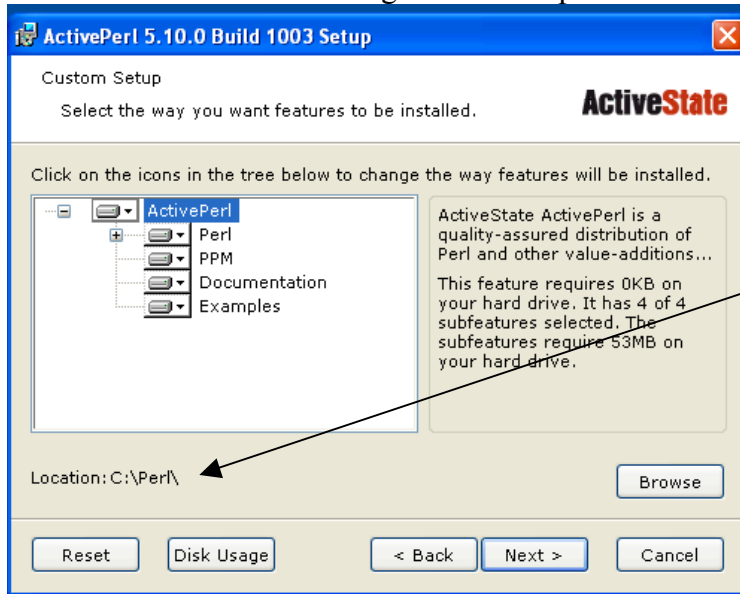 ActivePerl 5.10.0 Build 1003 Setup
Custom Setup
Select the way you want features to be installed.
ActiveState
Click on the icons in the tree below to change the way features will be installed.
ActivePerl
Perl
PPM
Documentation
Examples
ActiveState ActivePerl is a
quality-assured distribution of
Perl and other value-additions...
This feature requires 0KB on
your hard drive. It has 4 of 4
subfeatures selected. The
subfeatures require 53MB on
your hard drive.
Location: C:\Perl\
Browse
Reset
Disk Usage
< Back
Next >
Cancel